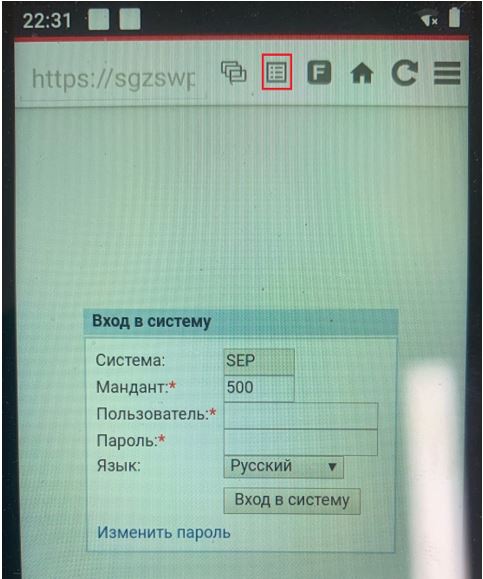 22:31
https://sgzswp
F
Вход в систему
Система: SEP
Мандант:* 500
Пользователь:*
Пароль:*
Язык: Русский
Вход в систему
Изменить пароль